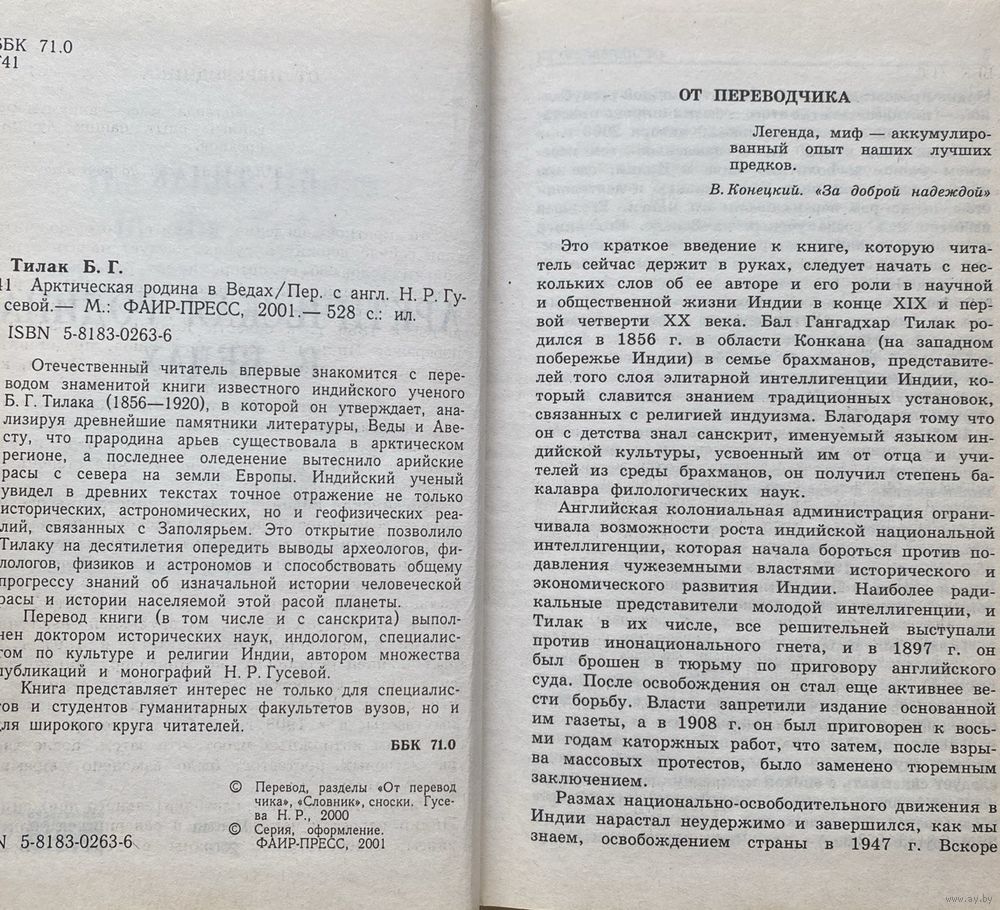 ББК 71.0
Т41
Тилак Б. Г.
41 Арктическая родина в Ведах/Пер. с англ. Н. Р. Гу-
севой.— М.: ФАИР-ПРЕСС, 2001.— 528 с.: ил.
ISBN 5-8183-0263-6
Отечественный читатель впервые знакомится с пере-
водом знаменитой книги известного индийского ученого
Б. Г. Тилака (1856—1920), в которой он утверждает, ана-
лизируя древнейшие памятники литературы, Веды и Аве-
сту, что прародина арьев существовала в арктическом
регионе, а последнее оледенение вытеснило арийские
расы с севера на земли Европы. Индийский ученый
увидел в древних текстах точное отражение не только
исторических, астрономических, но и геофизических реа-
лий, связанных с Заполярьем. Это открытие позволило
Тилаку на десятилетия опередить выводы археологов, фи-
лологов, физиков и астрономов и способствовать общему
прогрессу знаний об изначальной истории человеческой
расы и истории населяемой этой расой планеты.
Перевод книги (в том числе и с санскрита) выпол-
нен доктором исторических наук, индологом, специалис-
том по культуре и религии Индии, автором множества
публикаций и монографий Н. Р. Гусевой.
Книга представляет интерес не только для специалис-
тов и студентов гуманитарных факультетов вузов, но и
для широкого круга читателей.
ББК 71.0
© Перевод, разделы «От перевод
чика», «Словник», сноски. Гусе-
ва Н. Р., 2000
© Серия, оформление.
ФАИР-ПРЕСС, 2001
N 5-8183-0263-6
ОТ ПЕРЕВОДЧИКА
Легенда, миф — аккумулиро-
ванный опыт наших лучших
предков.
В. Конецкий. «За доброй надеждой»
Это краткое введение к книге, которую чита-
тель сейчас держит в руках, следует начать с нес-
кольких слов об ее авторе и его роли в научной
и общественной жизни Индии в конце XIX и пер-
вой четверти XX века. Бал Гангадхар Тилак ро-
дился в 1856 г. в области Конкана (на западном
побережье Индии) в семье брахманов, представите-
лей того слоя элитарной интеллигенции Индии, ко-
торый славится знанием традиционных установок,
связанных с религией индуизма. Благодаря тому что
он с детства знал санскрит, именуемый языком ин-
дийской культуры, усвоенный им от отца и учи-
телей из среды брахманов, он получил степень ба-
калавра филологических наук.
Английская колониальная администрация ограни-
чивала возможности роста индийской национальной
интеллигенции, которая начала бороться против по-
давления чужеземными властями исторического и
экономического развития Индии. Наиболее ради-
кальные представители молодой интеллигенции, и
Тилак в их числе, все решительней выступали
против инонационального гнета, и в 1897 г. он
был брошен в тюрьму по приговору английского
суда. После освобождения он стал еще активнее ве-
сти борьбу. Власти запретили издание основанной
им газеты, а в 1908 г. он был приговорен к вось-
ми годам каторжных работ, что затем, после взры-
ва массовых протестов, было заменено тюремным
заключением.
Размах национально-освободительного движения в
Индии нарастал неудержимо и завершился, как мы
знаем, освобождением страны в 1947 г. Вскоре
www.ay.by